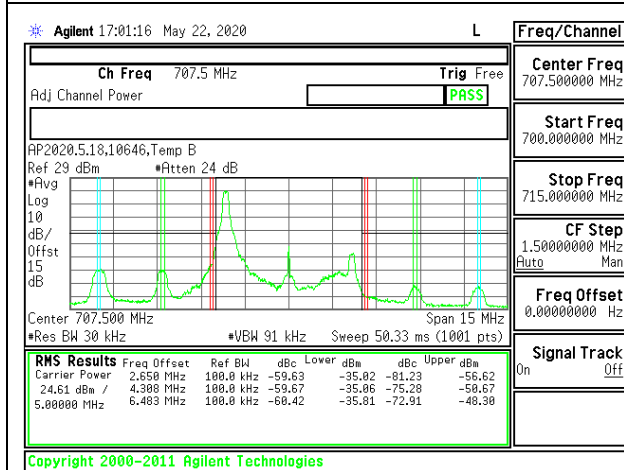 Agilent 17:01:16 May 22, 2020 L
Ch Freq 707.5 MHz Trig Free
Adj Channel Power PASS
AP2020.5.18,10646,Temp B
Ref 29 dBm #Atten 24 dB
#Avg
Log
10
dB/
Offst
15
dB
Center 707.500 MHz Span 15 MHz
#Res BW 30 kHz #VBW 91 kHz Sweep 50.33 ms (1001 pts)
RMS Results Freq Offset Ref BW dBc Lower dBm dBc Upper dBm
Carrier Power 2.650 MHz 100.0 kHz -59.63 -35.02 -81.23 -56.62
24.61 dBm / 4.308 MHz 100.0 kHz -59.67 -35.06 -75.28 -50.67
5.00000 MHz 6.483 MHz 100.0 kHz -60.42 -35.81 -72.91 -48.30
Copyright 2000-2011 Agilent Technologies
Freq/Channel
Center Freq
707.500000 MHz
Start Freq
700.000000 MHz
Stop Freq
715.000000 MHz
CF Step
1.50000000 MHz
Auto Man
Freq Offset
0.00000000 Hz
Signal Track
On Off